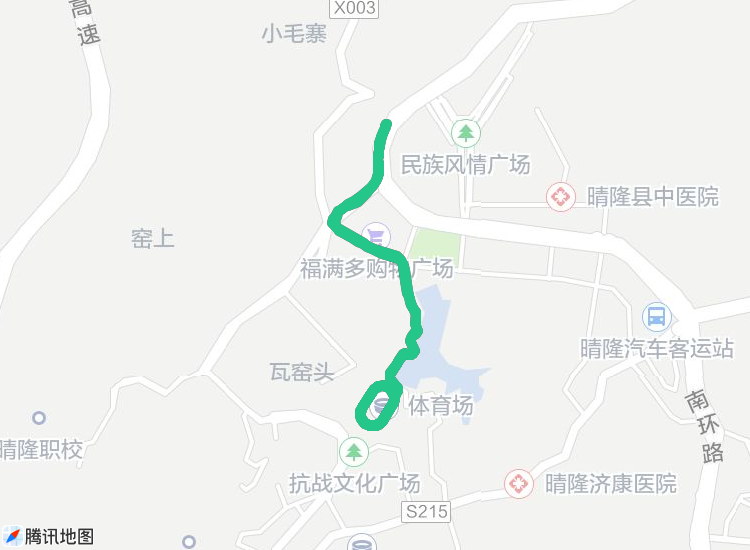 X003
高速
小毛寨
民族风情广场
晴隆县中医院
窑上
福满多购物广场
晴隆汽车客运站
瓦窑头
体育场
南环路
晴隆职校
抗战文化广场
晴隆济康医院
S215
腾讯地图